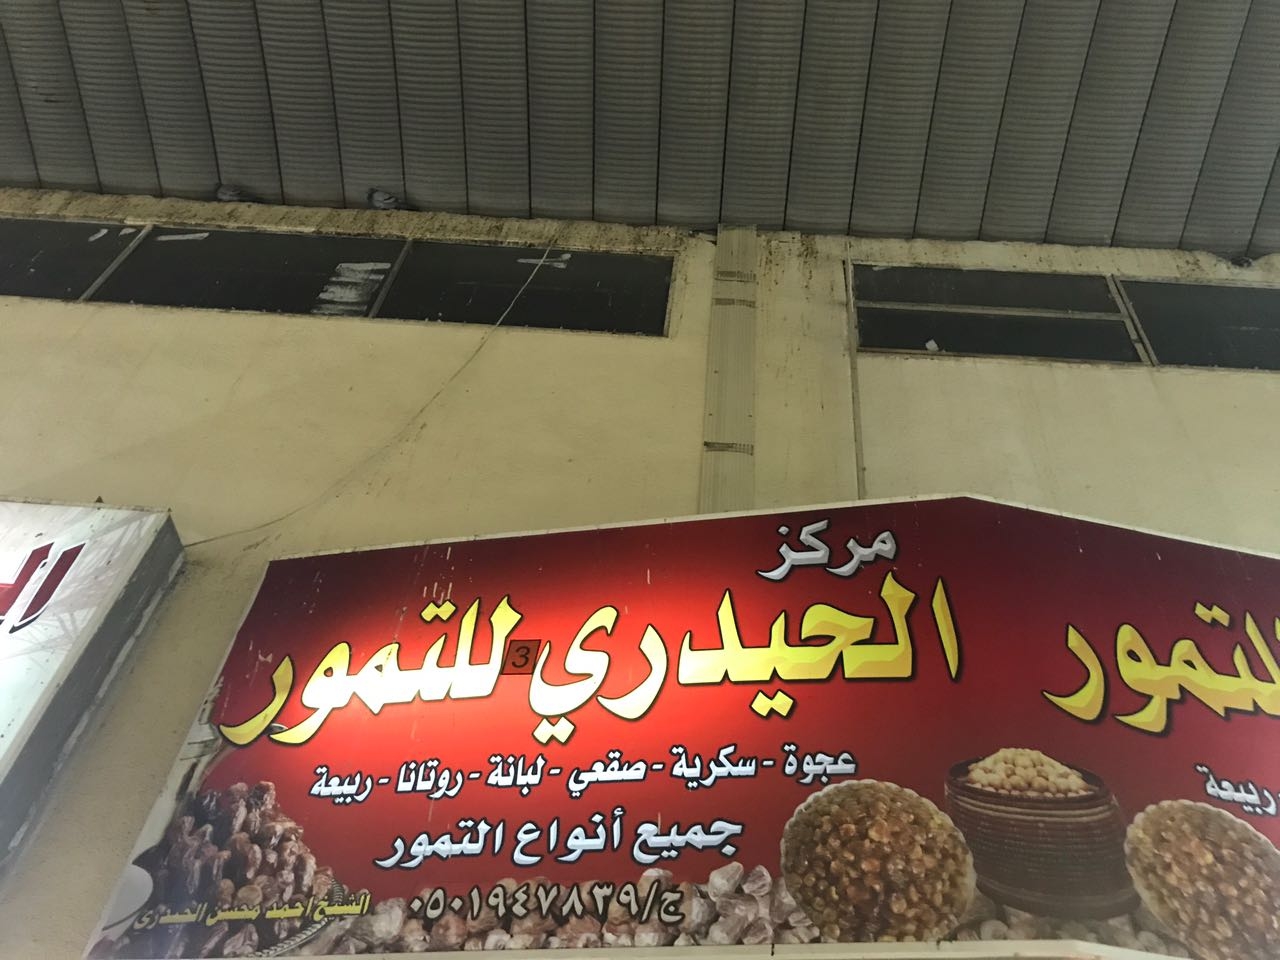 مركز
الحيدري للتمور
3
عجوة - سكرية - صقعي - لبانة - روتانا - ربيعة
جميع أنواع التمور
ج/٠٥٠١٩٤٧٨٣٩
الشيخ احمد محسن الحيدري
للتمور
ربيعة